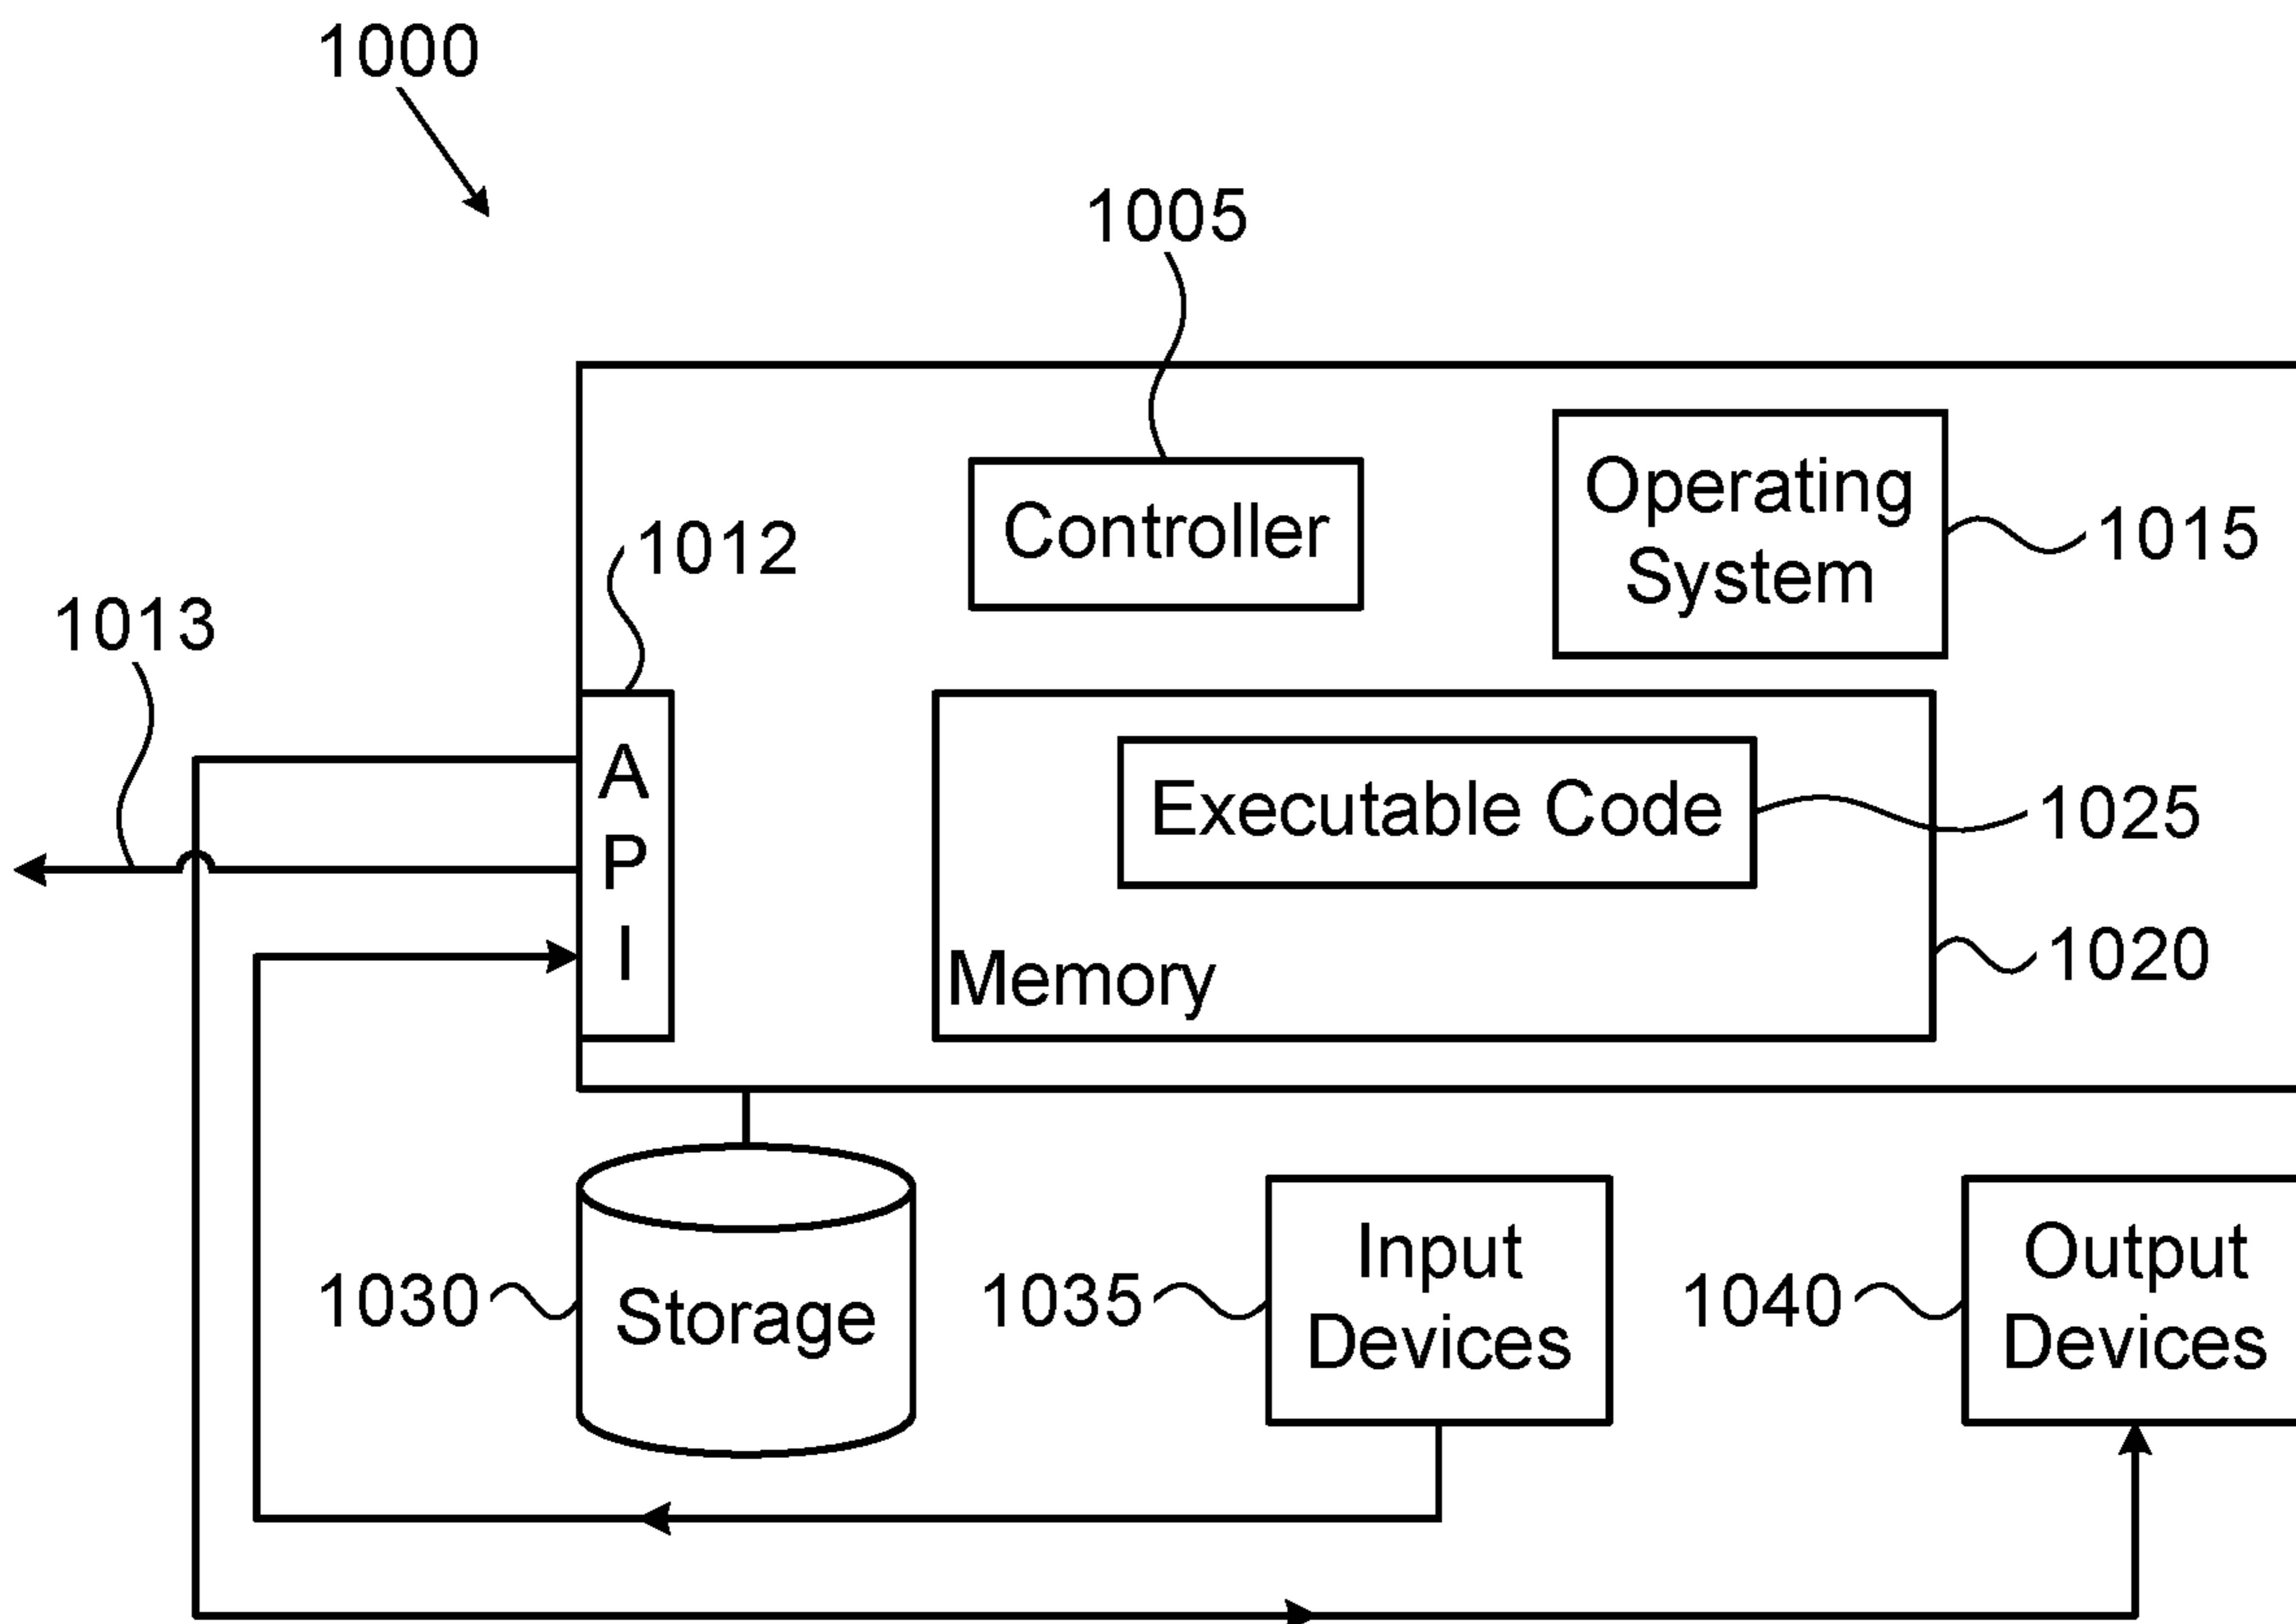 1000
1005
Controller
Operating
System
1015
1012
1013
A
P
I
Executable Code
1025
Memory
1020
1030
Storage
1035
Input
Devices
1040
Output
Devices